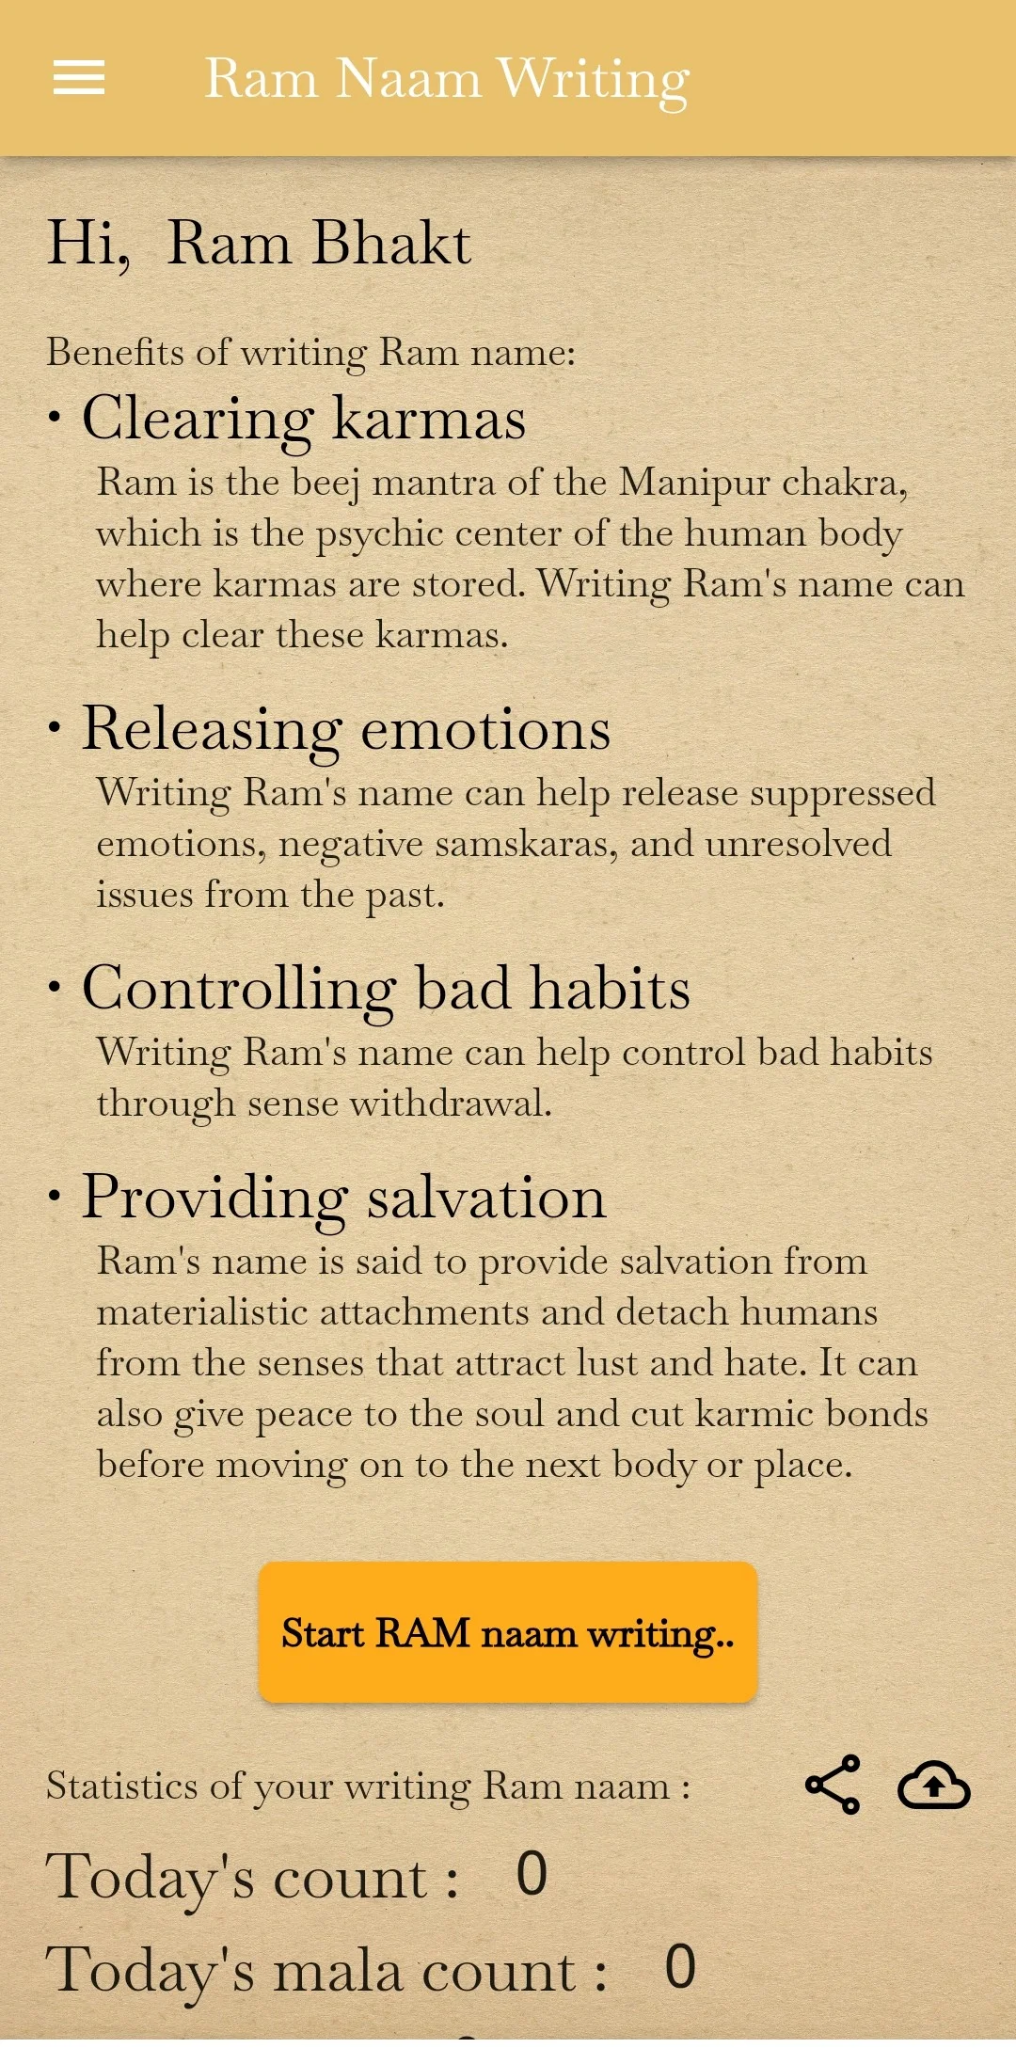 Ram Naam Writing
Hi, Ram Bhakt
Benefits of writing Ram name:
• Clearing karmas
Ram is the beej mantra of the Manipur chakra,
which is the psychic center of the human body
where karmas are stored. Writing Ram's name can
help clear these karmas.
• Releasing emotions
Writing Ram's name can help release suppressed
emotions, negative samskaras, and unresolved
issues from the past.
• Controlling bad habits
Writing Ram's name can help control bad habits
through sense withdrawal.
• Providing salvation
Ram's name is said to provide salvation from
materialistic attachments and detach humans
from the senses that attract lust and hate. It can
also give peace to the soul and cut karmic bonds
before moving on to the next body or place.
Start RAM naam writing..
Statistics of your writing Ram naam :
Today's count : 0
Today's mala count : 0